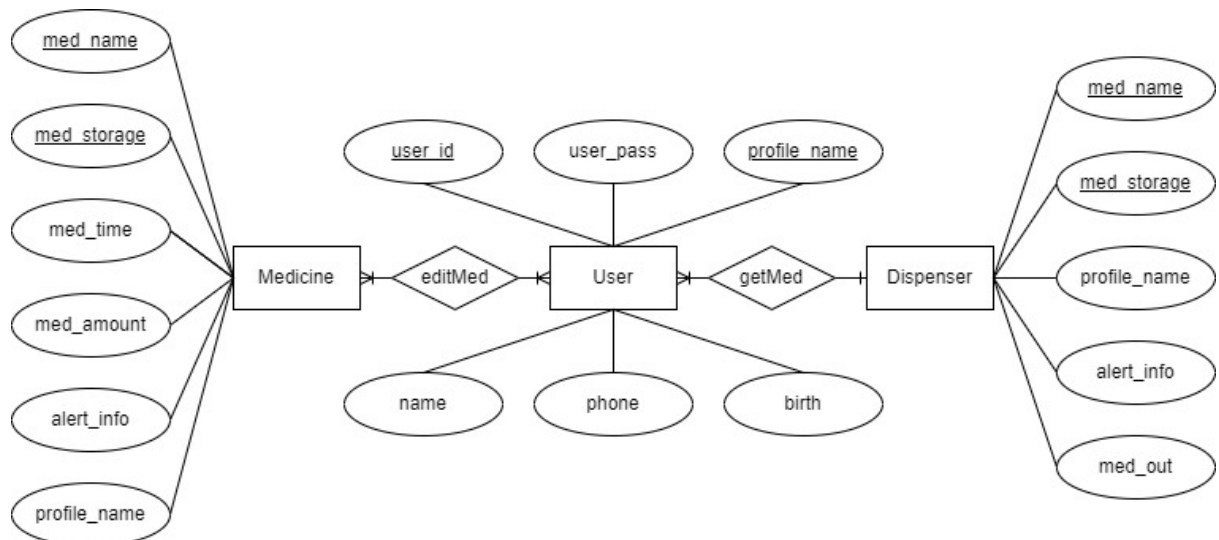 med_name
med_storage
med_time
med_amount
alert_info
profile_name
Medicine
editMed
user_id
user_pass
profile_name
User
name
phone
birth
getMed
Dispenser
med_name
med_storage
profile_name
alert_info
med_out